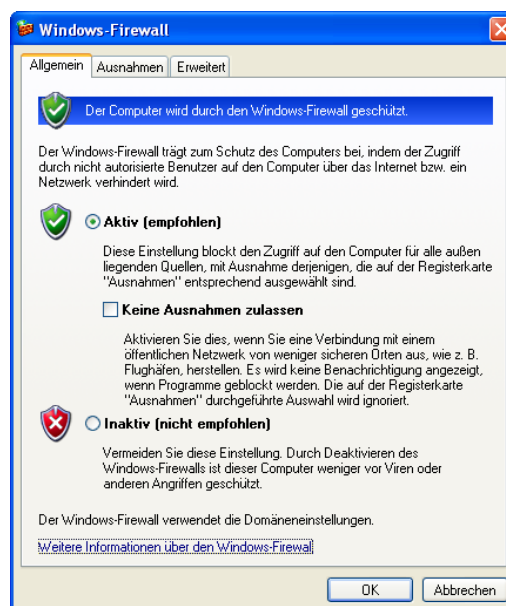 Windows-Firewall
Allgemein Ausnahmen Erweitert
Der Computer wird durch den Windows-Firewall geschützt.
Der Windows-Firewall trägt zum Schutz des Computers bei, indem der Zugriff
durch nicht autorisierte Benutzer auf den Computer über das Internet bzw. ein
Netzwerk verhindert wird.
Aktiv (empfohlen)
Diese Einstellung blockt den Zugriff auf den Computer für alle außen
liegenden Quellen, mit Ausnahme derjenigen, die auf der Registerkarte
"Ausnahmen" entsprechend ausgewählt sind.
Keine Ausnahmen zulassen
Aktivieren Sie dies, wenn Sie eine Verbindung mit einem
öffentlichen Netzwerk von weniger sicheren Orten aus, wie z. B.
Flughäfen, herstellen. Es wird keine Benachrichtigung angezeigt,
wenn Programme geblockt werden. Die auf der Registerkarte
"Ausnahmen" durchgeführte Auswahl wird ignoriert.
Inaktiv (nicht empfohlen)
Vermeiden Sie diese Einstellung. Durch Deaktivieren des
Windows-Firewalls ist dieser Computer weniger vor Viren oder
anderen Angriffen geschützt.
Der Windows-Firewall verwendet die Domäneneinstellungen.
Weitere Informationen über den Windows-Firewall
OK Abbrechen